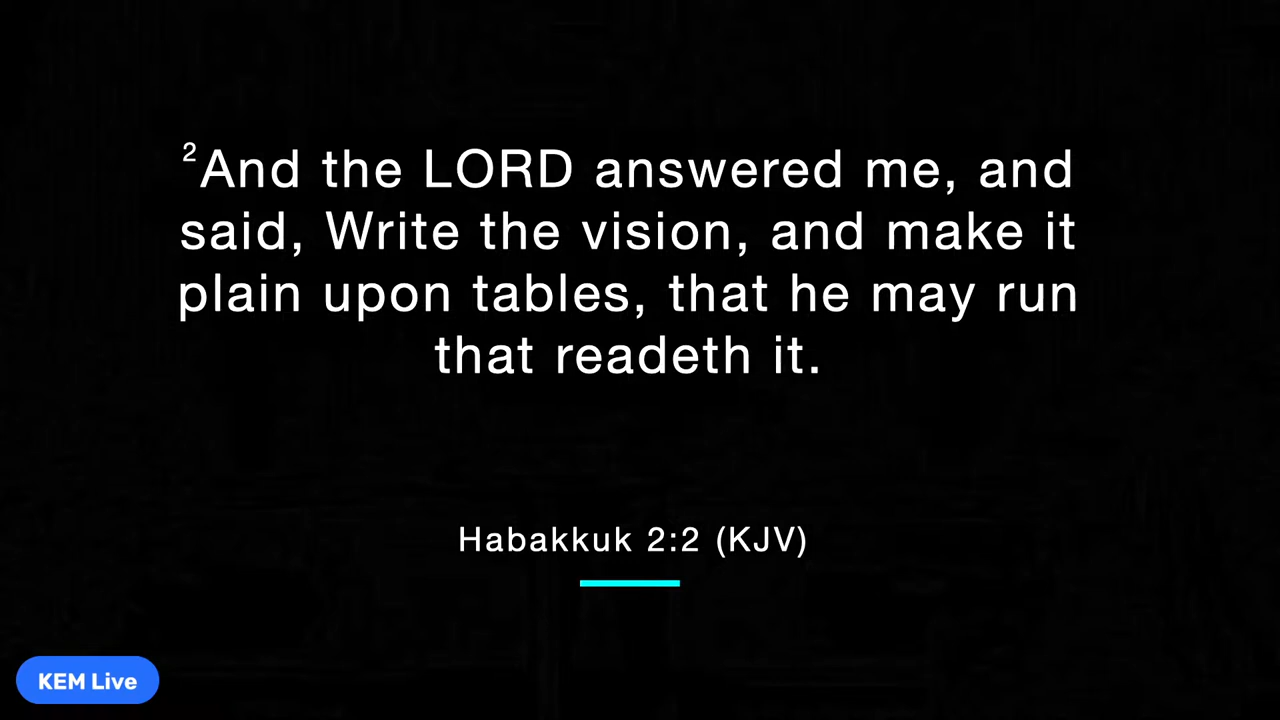 ²And the LORD answered me, and
said, Write the vision, and make it
plain upon tables, that he may run
that readeth it.
Habakkuk 2:2 (KJV)
KEM Live